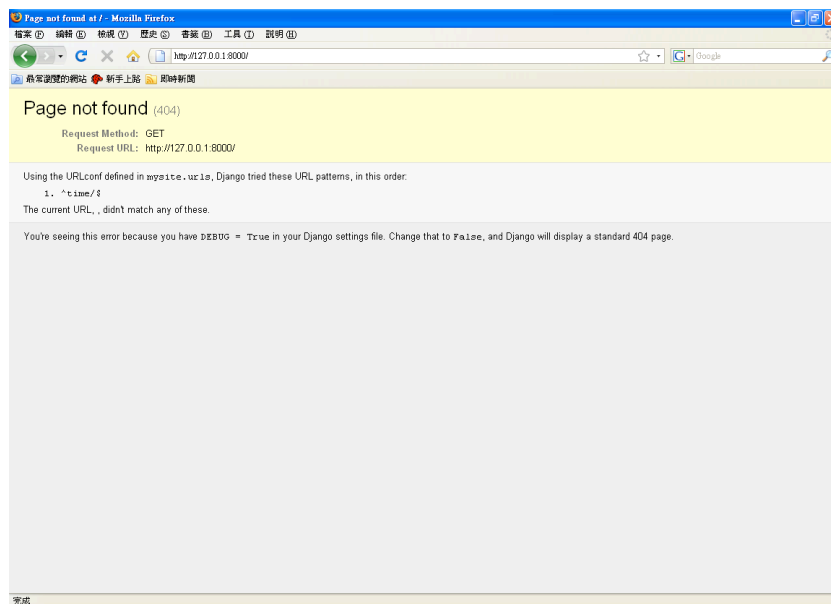 Page not found at / - Mozilla Firefox
檔案(F) 編輯(E) 檢視(V) 歷史(S) 書籤(B) 工具(T) 說明(H)
http://127.0.0.1:8000/ Google
最常瀏覽的網站 新手上路 即時新聞
Page not found (404)
Request Method: GET
Request URL: http://127.0.0.1:8000/
Using the URLconf defined in mysite.urls, Django tried these URL patterns, in this order:
1. ^time/$
The current URL, , didn't match any of these.
You're seeing this error because you have DEBUG = True in your Django settings file. Change that to False, and Django will display a standard 404 page.
完成